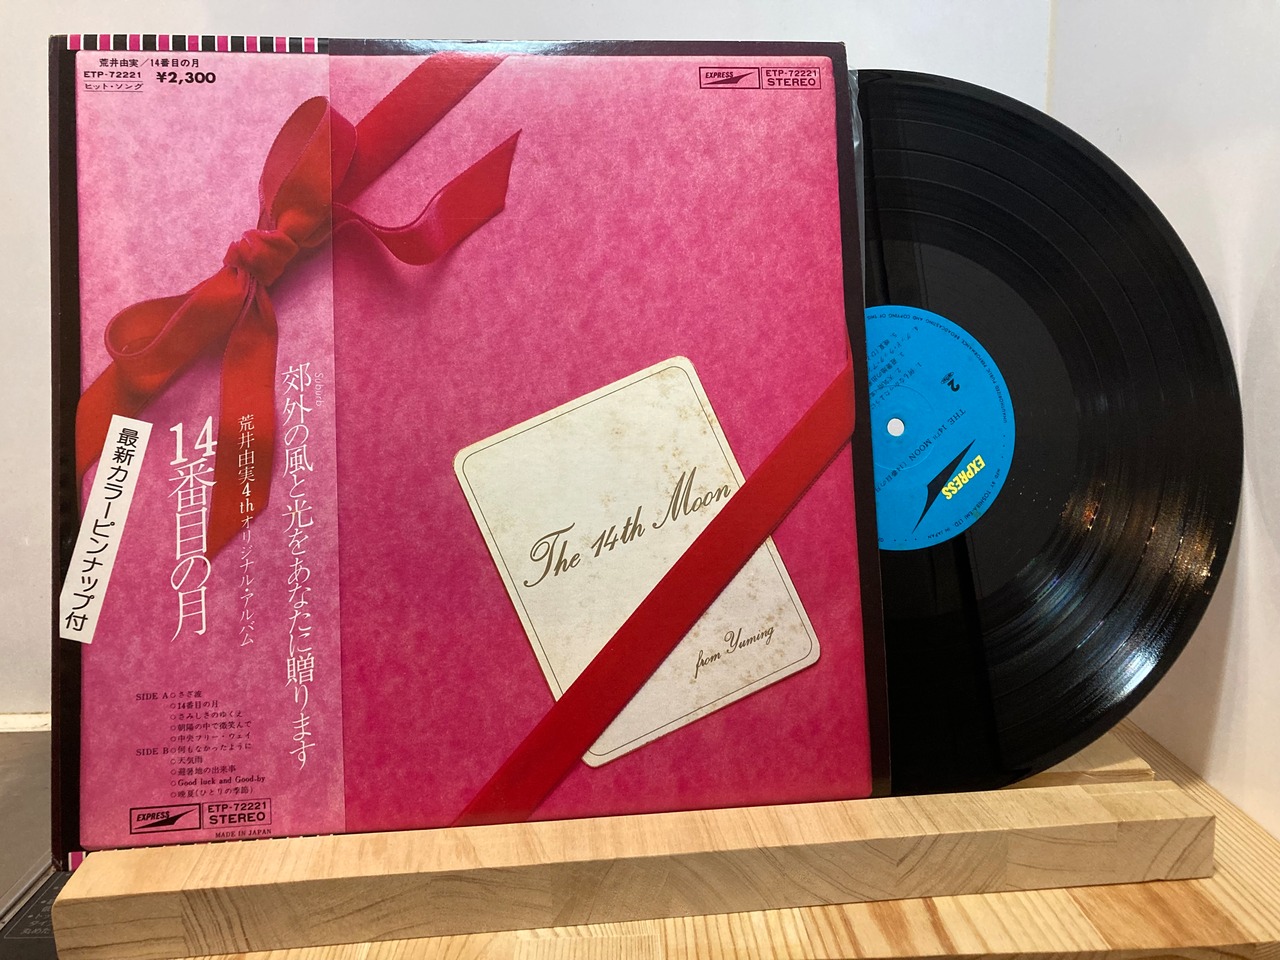 荒井由実／14番目の月
ETP-72221 ¥2,300
ヒット・ソング
EXPRESS ETP-72221
STEREO
Suburb
郊外の風と光をあなたに贈ります
荒井由実4thオリジナル・アルバム
14番目の月
最新カラーピンナップ付
SIDE A ○さざ波
○14番目の月
○さみしさのゆくえ
○朝陽の中で微笑んで
○中央フリー・ウェイ
SIDE B ○何もなかったように
○天気雨
○避暑地の出来事
○Good luck and Good-by
○晩夏(ひとりの季節)
EXPRESS ETP-72221
STEREO
MADE IN JAPAN
The 14th Moon
from Yuming
2
THE 14TH MOON
EXPRESS